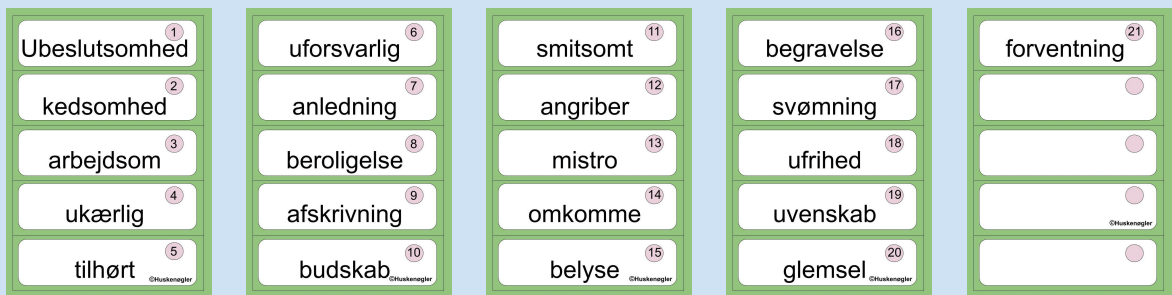 1
Ubeslutsomhed
2
kedsomhed
3
arbejdsom
4
ukærlig
5
tilhørt
©Huskenøgler
6
uforsvarlig
7
anledning
8
beroligelse
9
afskrivning
10
budskab
©Huskenøgler
11
smitsomt
12
angriber
13
mistro
14
omkomme
15
belyse
©Huskenøgler
16
begravelse
17
svømning
18
ufrihed
19
uvenskab
20
glemsel
©Huskenøgler
21
forventning
©Huskenøgler